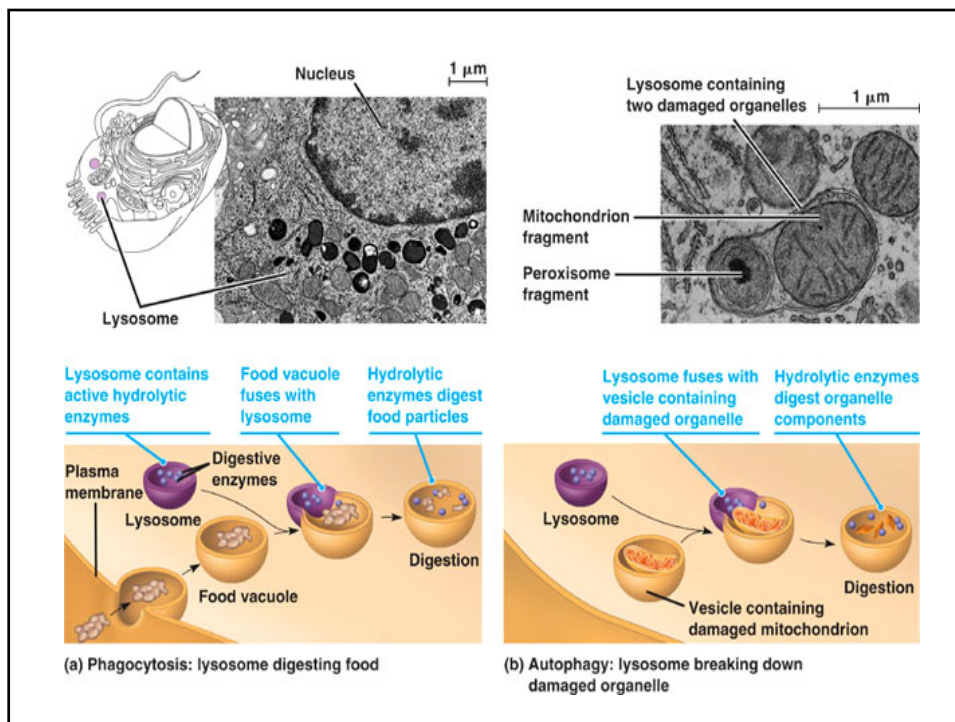 Nucleus
1 μm
Lysosome
Lysosome containing
two damaged organelles
1 μm
Mitochondrion
fragment
Peroxisome
fragment
Lysosome contains
active hydrolytic
enzymes
Food vacuole
fuses with
lysosome
Hydrolytic
enzymes digest
food particles
Plasma
membrane
Digestive
enzymes
Lysosome
Food vacuole
Digestion
(a) Phagocytosis: lysosome digesting food
Lysosome fuses with
vesicle containing
damaged organelle
Hydrolytic enzymes
digest organelle
components
Lysosome
Vesicle containing
damaged mitochondrion
Digestion
(b) Autophagy: lysosome breaking down
damaged organelle